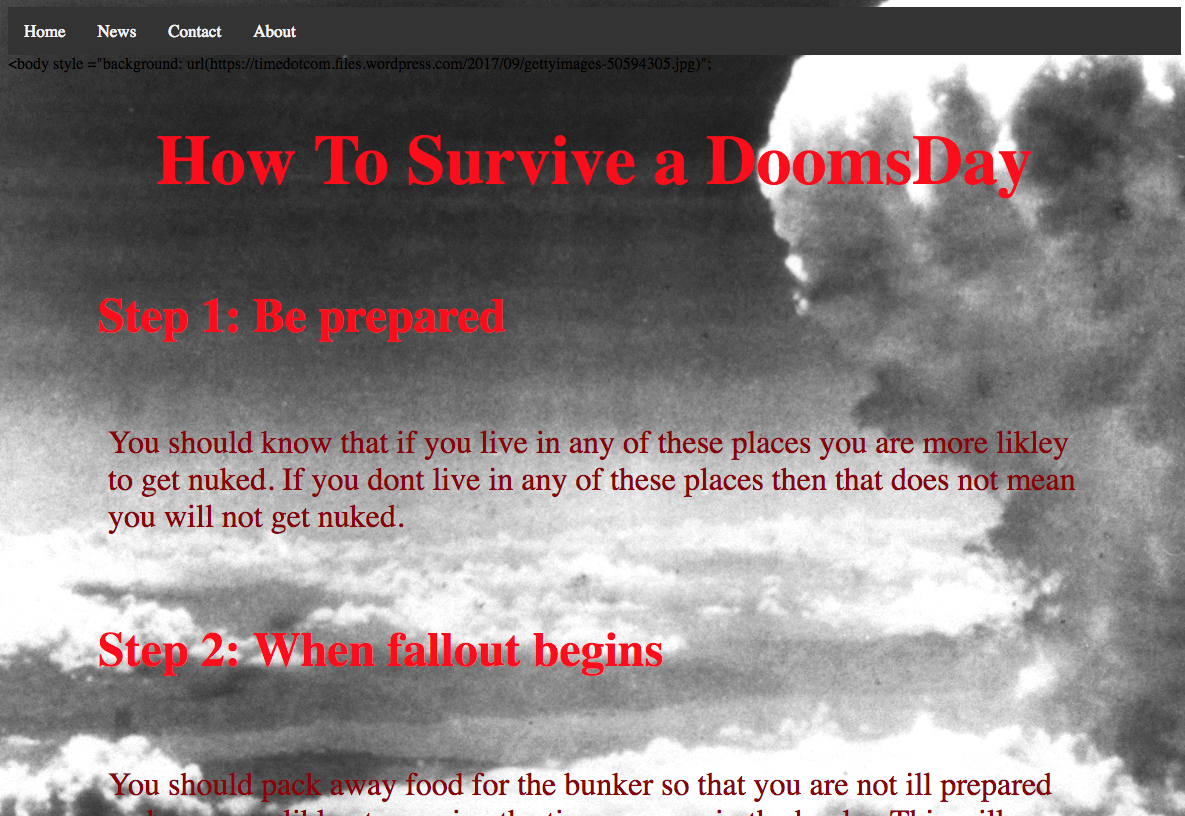 Home News Contact About
<body style ="background: url(https://timedotcom.files.wordpress.com/2017/09/gettyimages-50594305.jpg)";
How To Survive a DoomsDay
Step 1: Be prepared
You should know that if you live in any of these places you are more likley
to get nuked. If you dont live in any of these places then that does not mean
you will not get nuked.
Step 2: When fallout begins
You should pack away food for the bunker so that you are not ill prepared